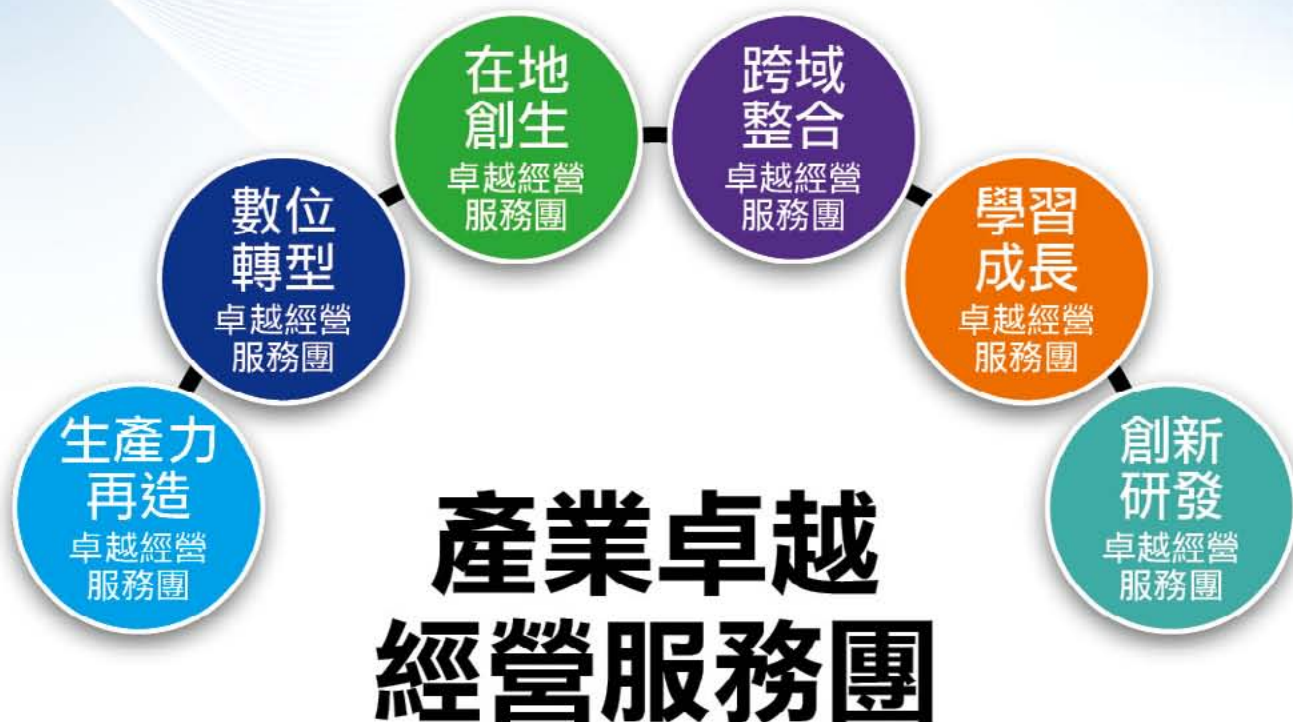 在地
創生
卓越經營
服務團
跨域
整合
卓越經營
服務團
數位
轉型
卓越經營
服務團
學習
成長
卓越經營
服務團
生產力
再造
卓越經營
服務團
創新
研發
卓越經營
服務團
產業卓越
經營服務團